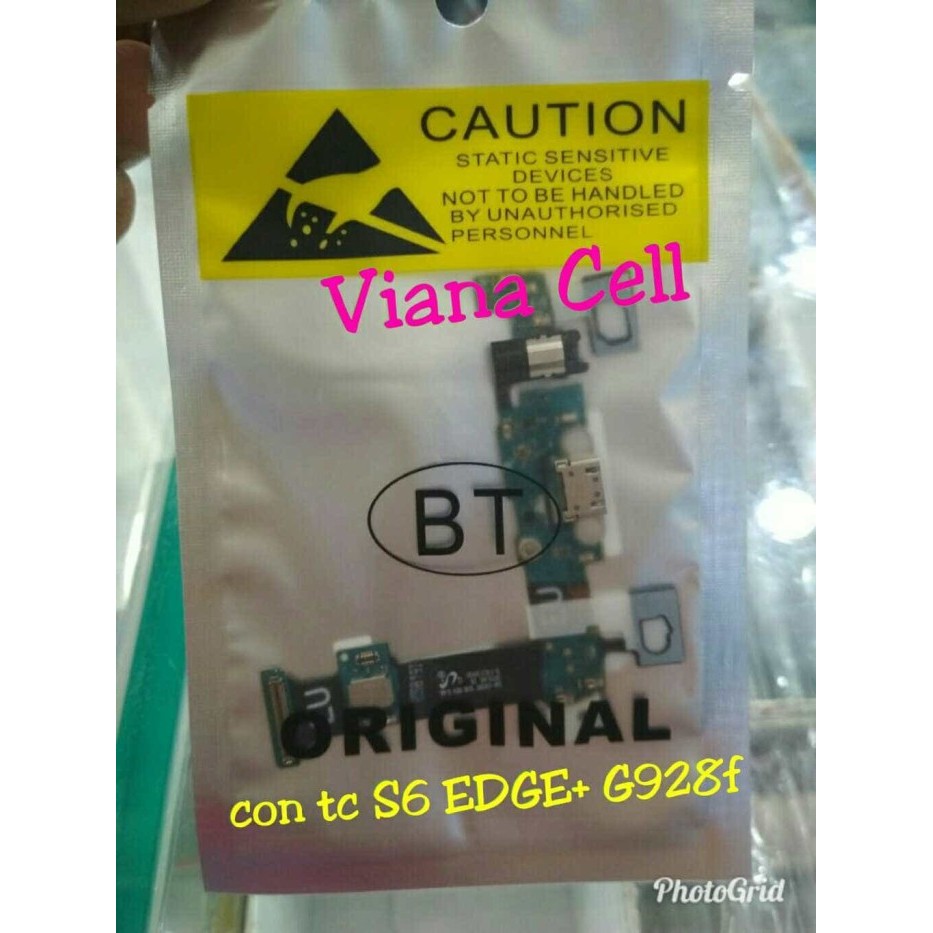 CAUTION
STATIC SENSITIVE
DEVICES
NOT TO BE HANDLED
BY UNAUTHORISED
PERSONNEL
Viana Cell
BT
ORIGINAL
con tc S6 EDGE+ G928f
PhotoGrid